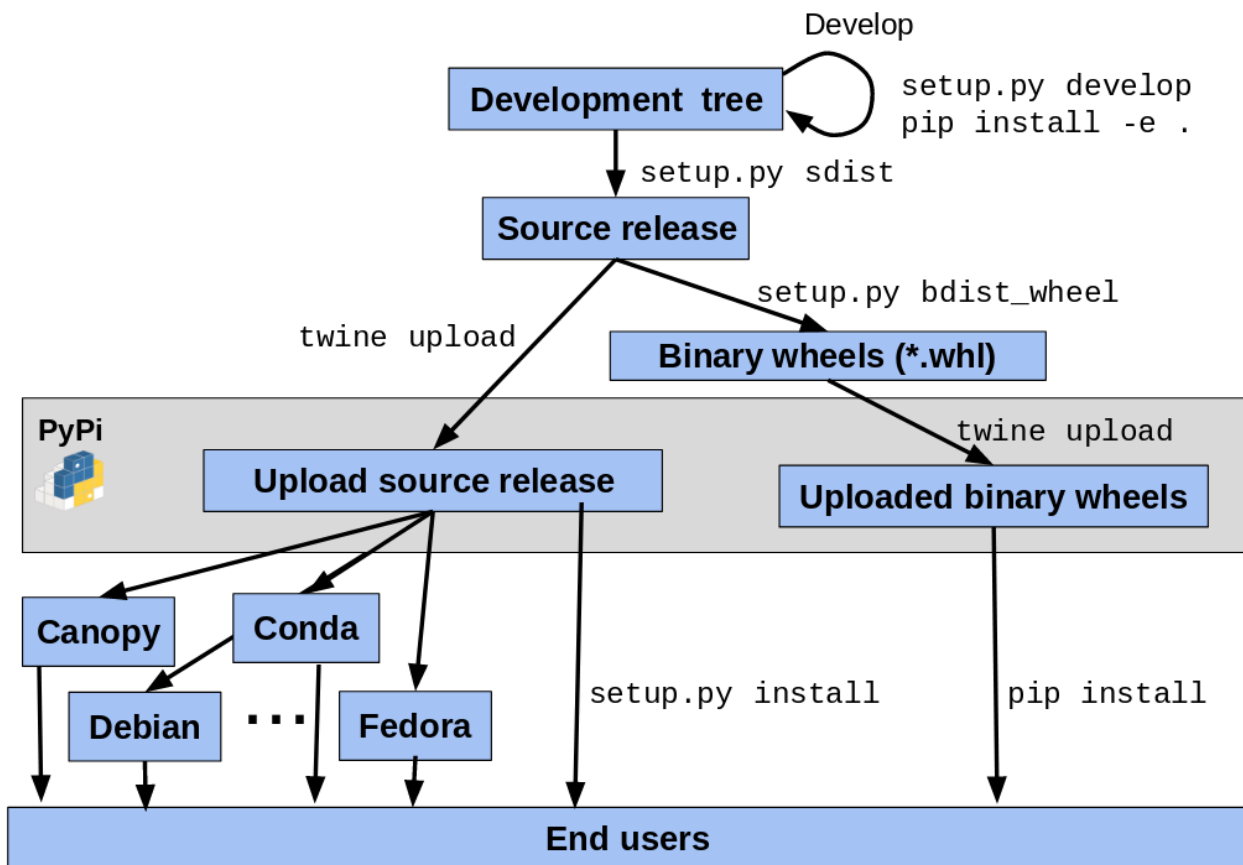 Develop
Development tree
setup.py develop
pip install -e .
setup.py sdist
Source release
setup.py bdist_wheel
twine upload
Binary wheels (*.whl)
PyPi
twine upload
Upload source release
Uploaded binary wheels
Canopy
Conda
Debian
...
Fedora
setup.py install
pip install
End users